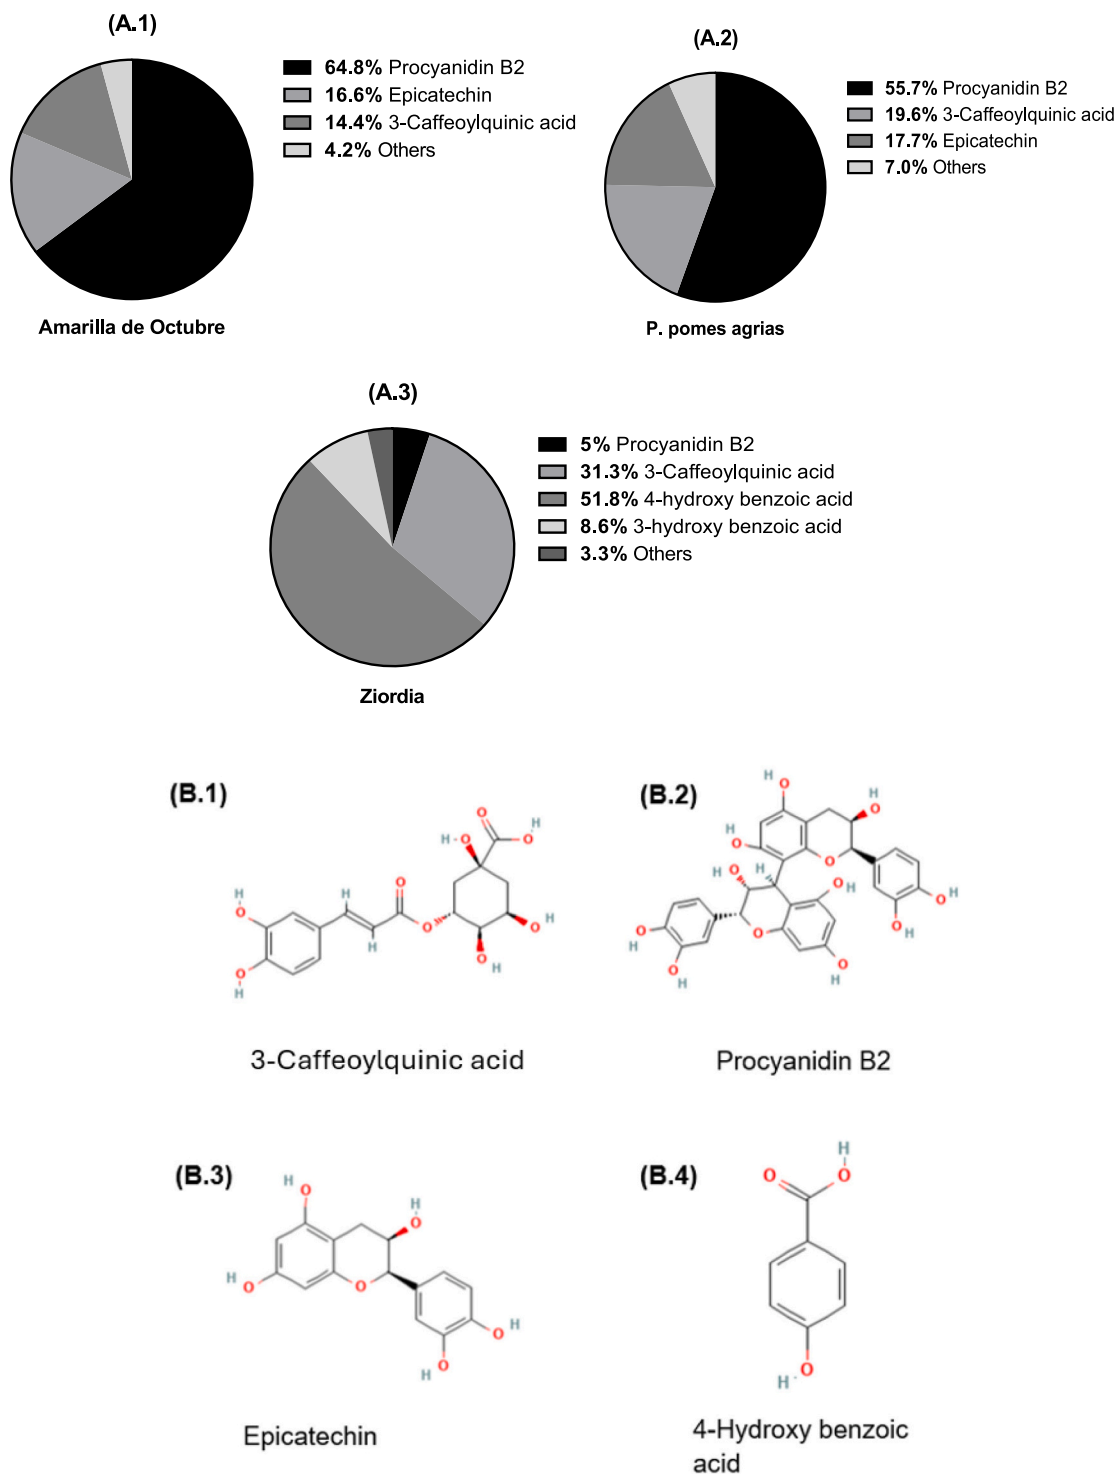 (A.1)
64.8% Procyanidin B2
16.6% Epicatechin
14.4% 3-Caffeoylquinic acid
4.2% Others
Amarilla de Octubre
(A.2)
55.7% Procyanidin B2
19.6% 3-Caffeoylquinic acid
17.7% Epicatechin
7.0% Others
P. pomes agrias
(A.3)
5% Procyanidin B2
31.3% 3-Caffeoylquinic acid
51.8% 4-hydroxy benzoic acid
8.6% 3-hydroxy benzoic acid
3.3% Others
Ziordia
(B.1)
3-Caffeoylquinic acid
(B.2)
Procyanidin B2
(B.3)
Epicatechin
(B.4)
4-Hydroxy benzoic
acid